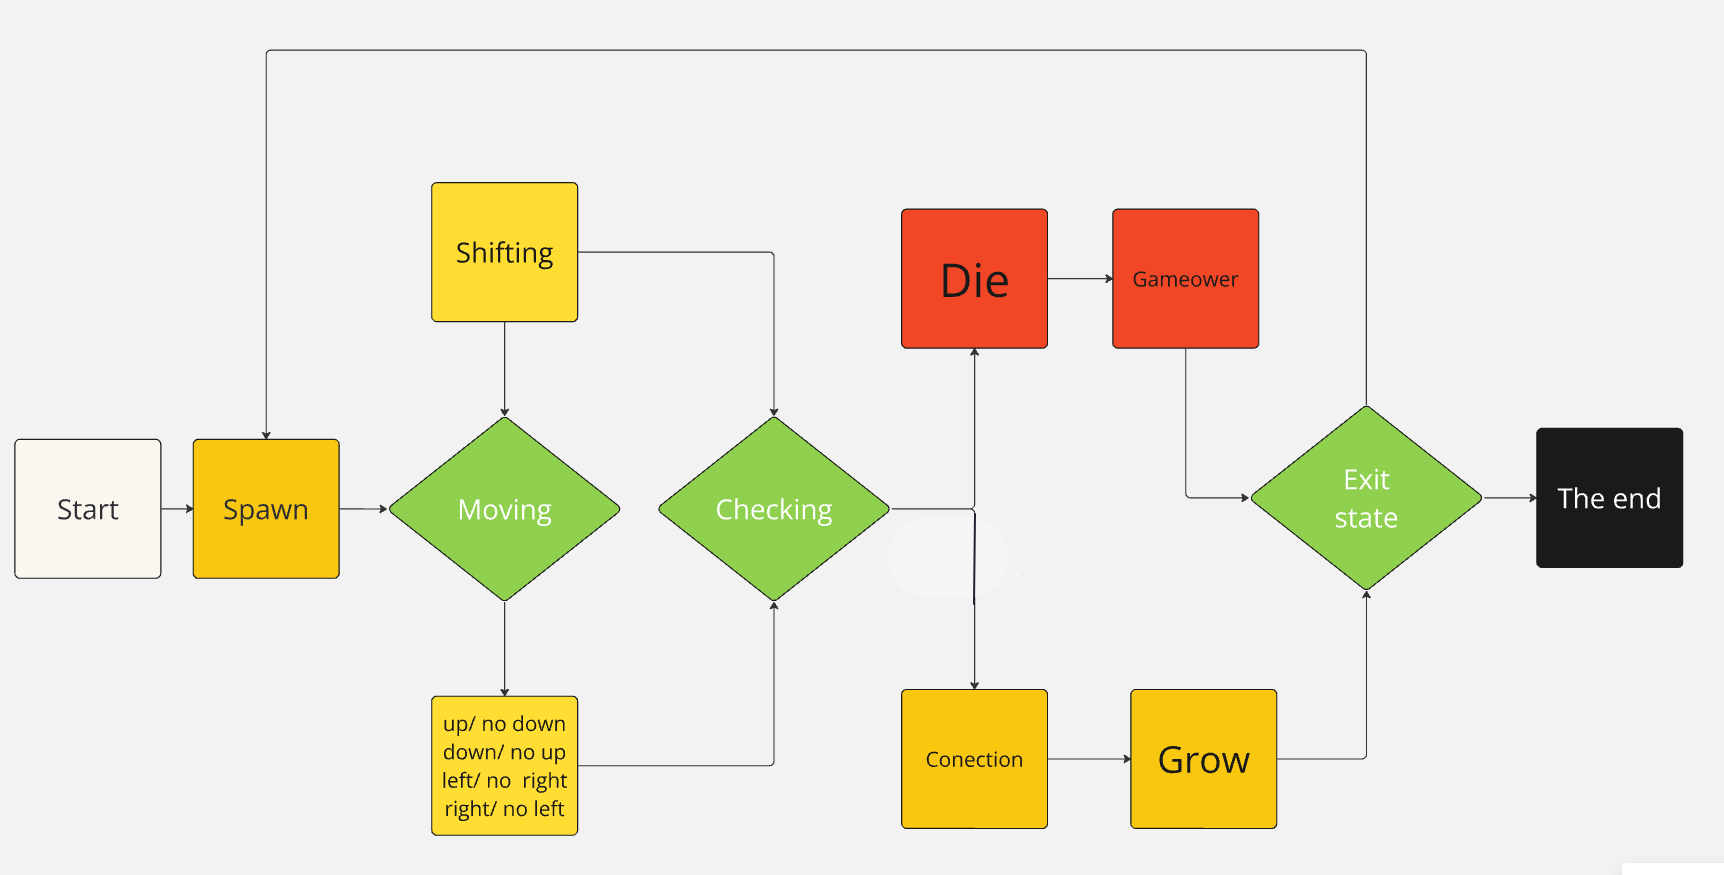 Start
Spawn
Shifting
Moving
up/ no down
down/ no up
left/ no  right
right/ no left
Checking
Die
Gameower
Conection
Grow
Exit
state
The end